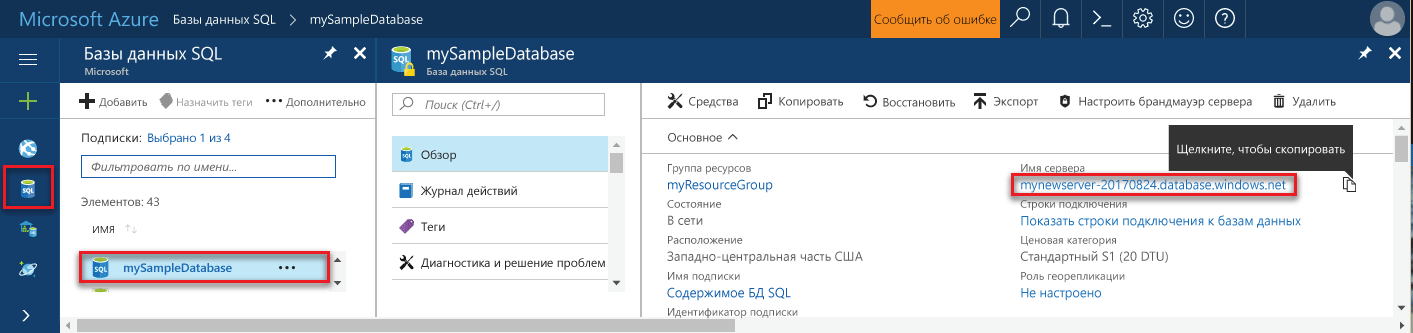 Microsoft Azure Базы данных SQL mySampleDatabase Сообщить об ошибке
Базы данных SQL
Microsoft
Добавить Назначить теги Дополнительно
Подписки: Выбрано 1 из 4
Фильтровать по имени...
Элементов: 43
ИМЯ
SQL mySampleDatabase
mySampleDatabase
База данных SQL
Поиск (Ctrl+/)
Обзор
Журнал действий
Теги
Диагностика и решение проблем
Средства Копировать Восстановить Экспорт Настроить брандмауэр сервера Удалить
Основное
Щелкните, чтобы скопировать
Группа ресурсов
myResourceGroup
Состояние
В сети
Расположение
Западно-центральная часть США
Имя подписки
Содержимое БД SQL
Идентификатор подписки
Имя сервера
mynewserver-20170824.database.windows.net
Строки подключения
Показать строки подключения к базам данных
Ценовая категория
Стандартный S1 (20 DTU)
Роль георепликации
Не настроено